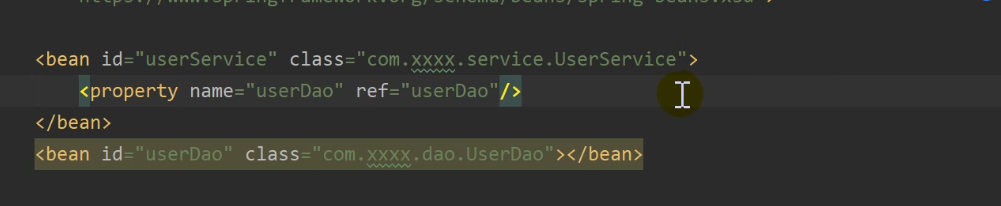 <bean id="userService" class="com.xxxx.service.UserService">
<property name="userDao" ref="userDao"/>
</bean>
<bean id="userDao" class="com.xxxx.dao.UserDao"></bean>